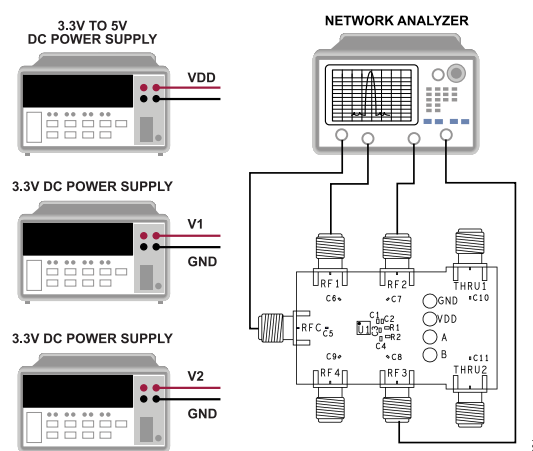 3.3V TO 5V
DC POWER SUPPLY
VDD
3.3V DC POWER SUPPLY
V1
GND
3.3V DC POWER SUPPLY
V2
GND
NETWORK ANALYZER
RF1
RF2
THRU1
C6
C7
C10
GND
VDD
A
B
RFC
C5
U1
C1
C2
C3
R1
R2
C4
C9
C8
C11
RF4
RF3
THRU2